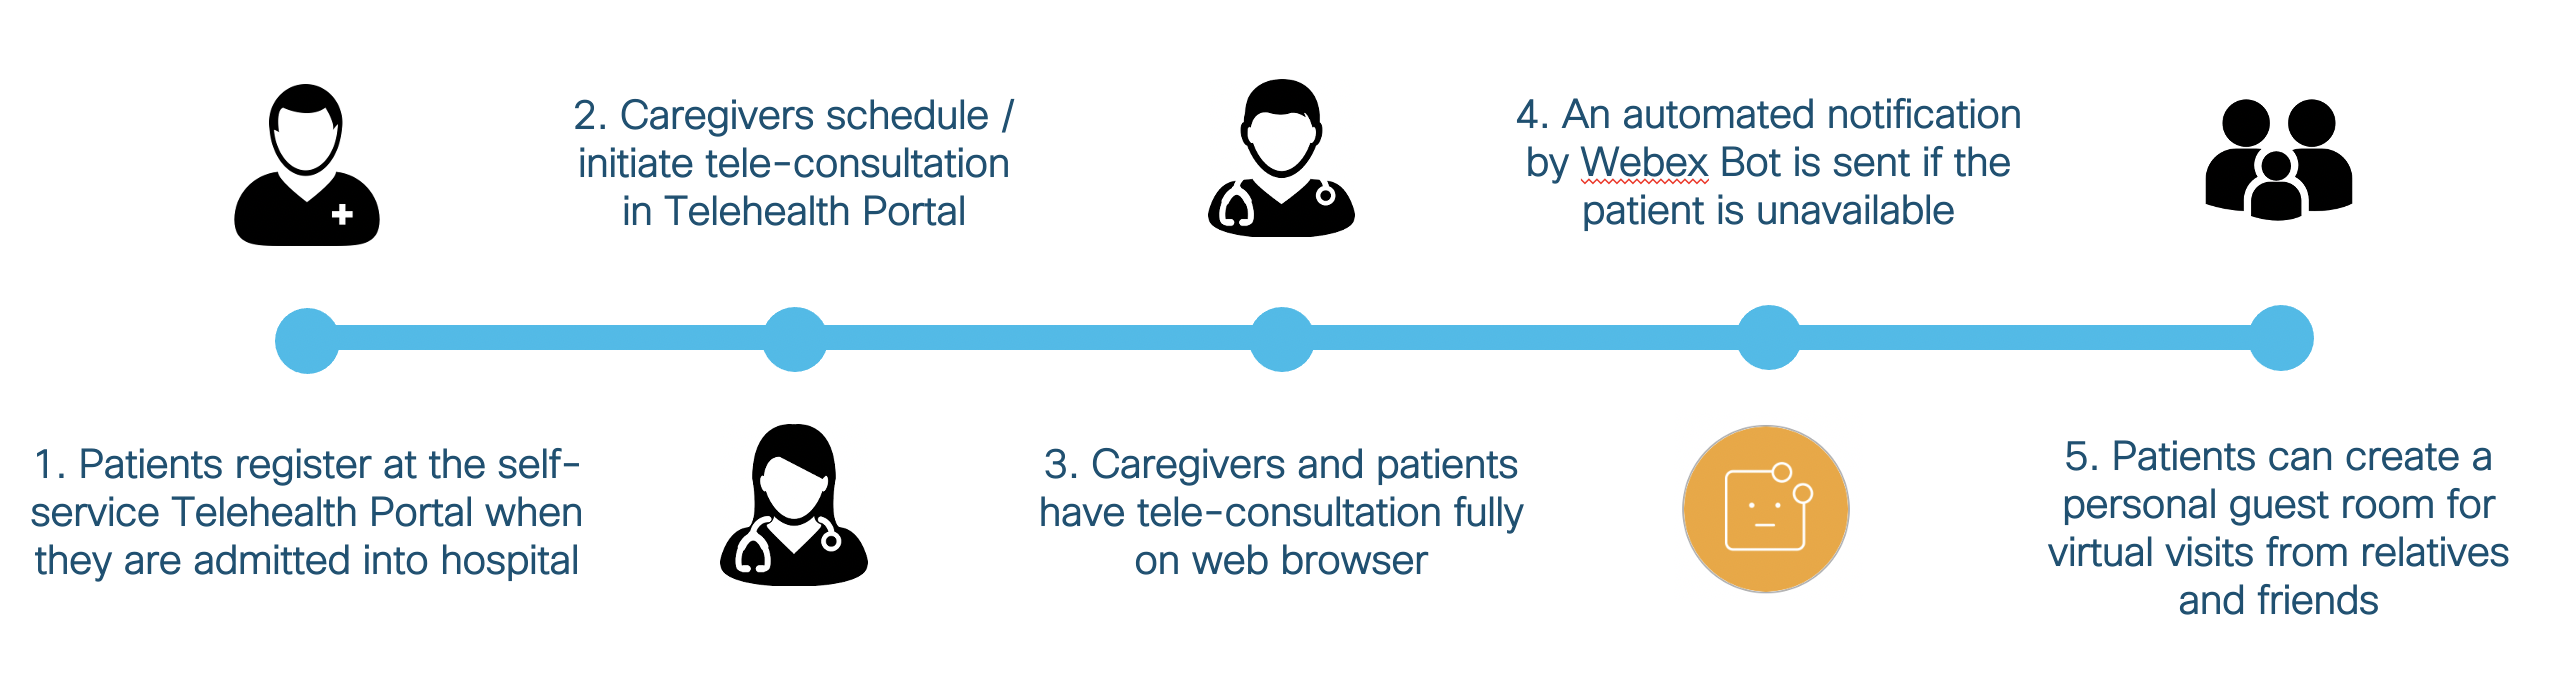 1. Patients register at the self-
service Telehealth Portal when
they are admitted into hospital
2. Caregivers schedule /
initiate tele-consultation
in Telehealth Portal
3. Caregivers and patients
have tele-consultation fully
on web browser
4. An automated notification
by Webex Bot is sent if the
patient is unavailable
5. Patients can create a
personal guest room for
virtual visits from relatives
and friends